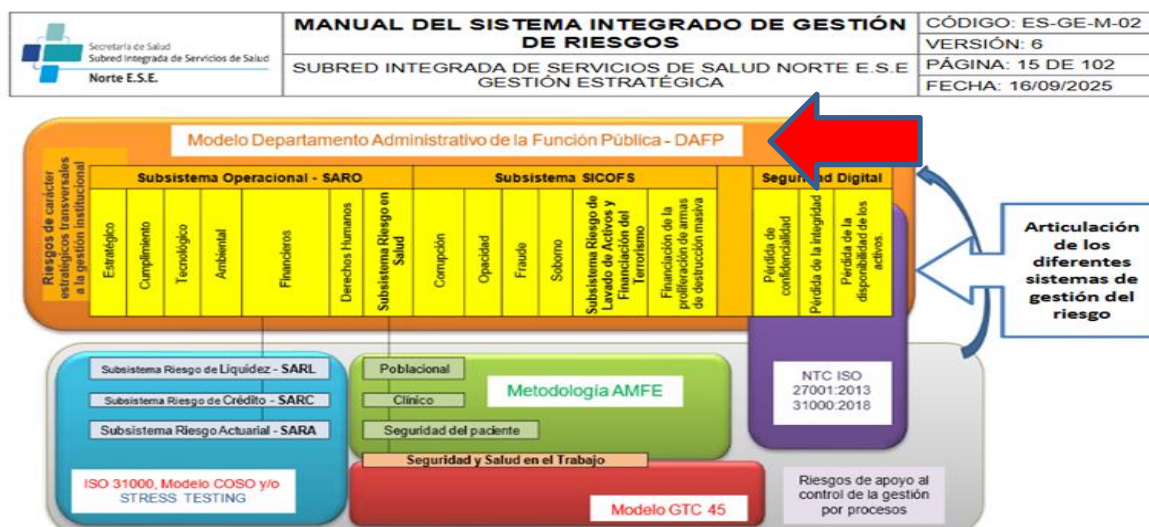 Secretaría de Salud
Subred Integrada de Servicios de Salud
Norte E.S.E.
MANUAL DEL SISTEMA INTEGRADO DE GESTIÓN
DE RIESGOS
SUBRED INTEGRADA DE SERVICIOS DE SALUD NORTE E.S.E
GESTIÓN ESTRATÉGICA
CÓDIGO: ES-GE-M-02
VERSIÓN: 6
PÁGINA: 15 DE 102
FECHA: 16/09/2025
Modelo Departamento Administrativo de la Función Pública - DAFP
Riesgos de carácter
estratégicos transversales
a la gestión institucional
Subsistema Operacional - SARO
Subsistema SICOFS
Seguridad Digital
Estratégico
Cumplimiento
Tecnológico
Ambiental
Financieros
Derechos Humanos
Subsistema Riesgo en
Salud
Corrupción
Opacidad
Fraude
Soborno
Subsistema Riesgo de
Lavado de Activos y
Financiación del
Terrorismo
Financiación de la
proliferación de armas
de destrucción masiva
Pérdida de
confidencialidad
Pérdida de la integridad
Pérdida de la
disponibilidad de los
activos.
Articulación
de los
diferentes
sistemas de
gestión del
riesgo
Subsistema Riesgo de Liquidez - SARL
Subsistema Riesgo de Crédito - SARC
Subsistema Riesgo Actuarial - SARA
ISO 31000, Modelo COSO y/o
STRESS TESTING
Poblacional
Clínico
Seguridad del paciente
Metodología AMFE
Seguridad y Salud en el Trabajo
Modelo GTC 45
NTC ISO
27001:2013
31000:2018
Riesgos de apoyo al
control de la gestión
por procesos